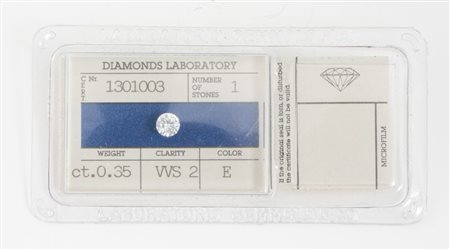 DIAMONDS LABORATORY
CERT Nr 1301003
NUMBER OF STONES 1
WEIGHT CLARITY COLOR
ct.0.35 VVS 2 E
If the original seal is torn, or disturbed
the certificate will not be valid
MICROFILM